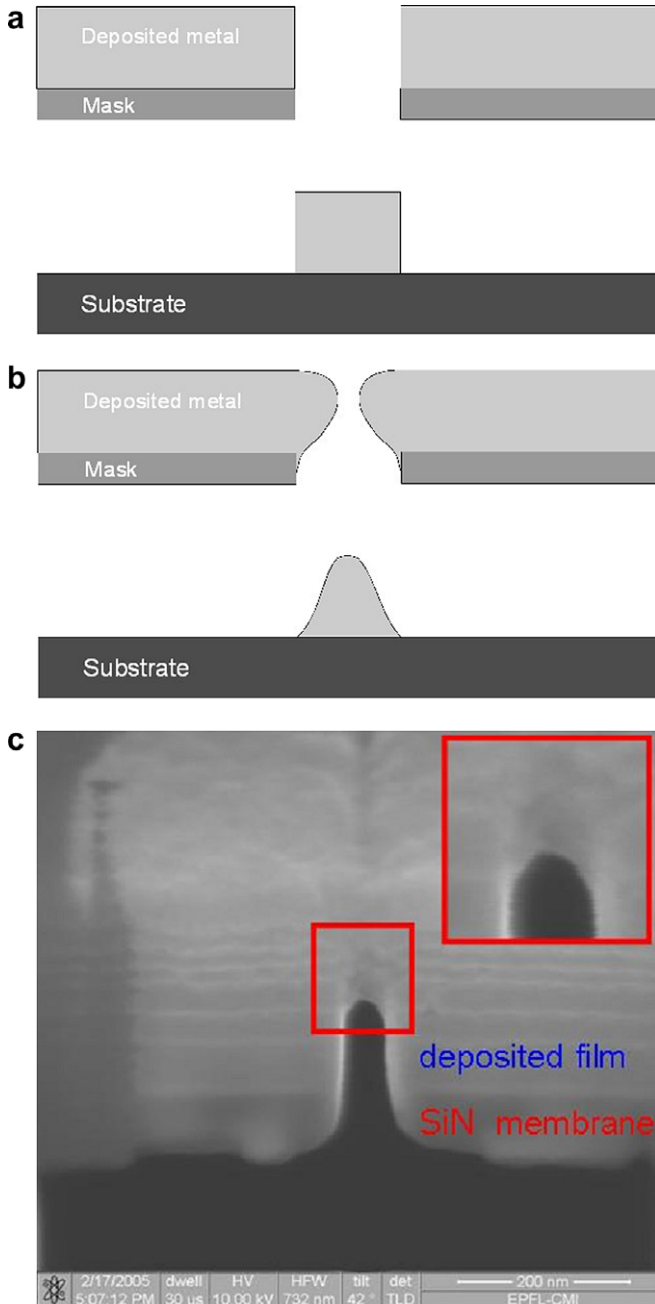 a
Deposited metal
Mask
Substrate
b
Deposited metal
Mask
Substrate
c
deposited film
SiN membrane
2/17/2005 dwell HV HFW tilt det 200 nm
5:07:12 PM 30 us 10.00 kV 732 nm 42 ° TLD EPFL-CMI